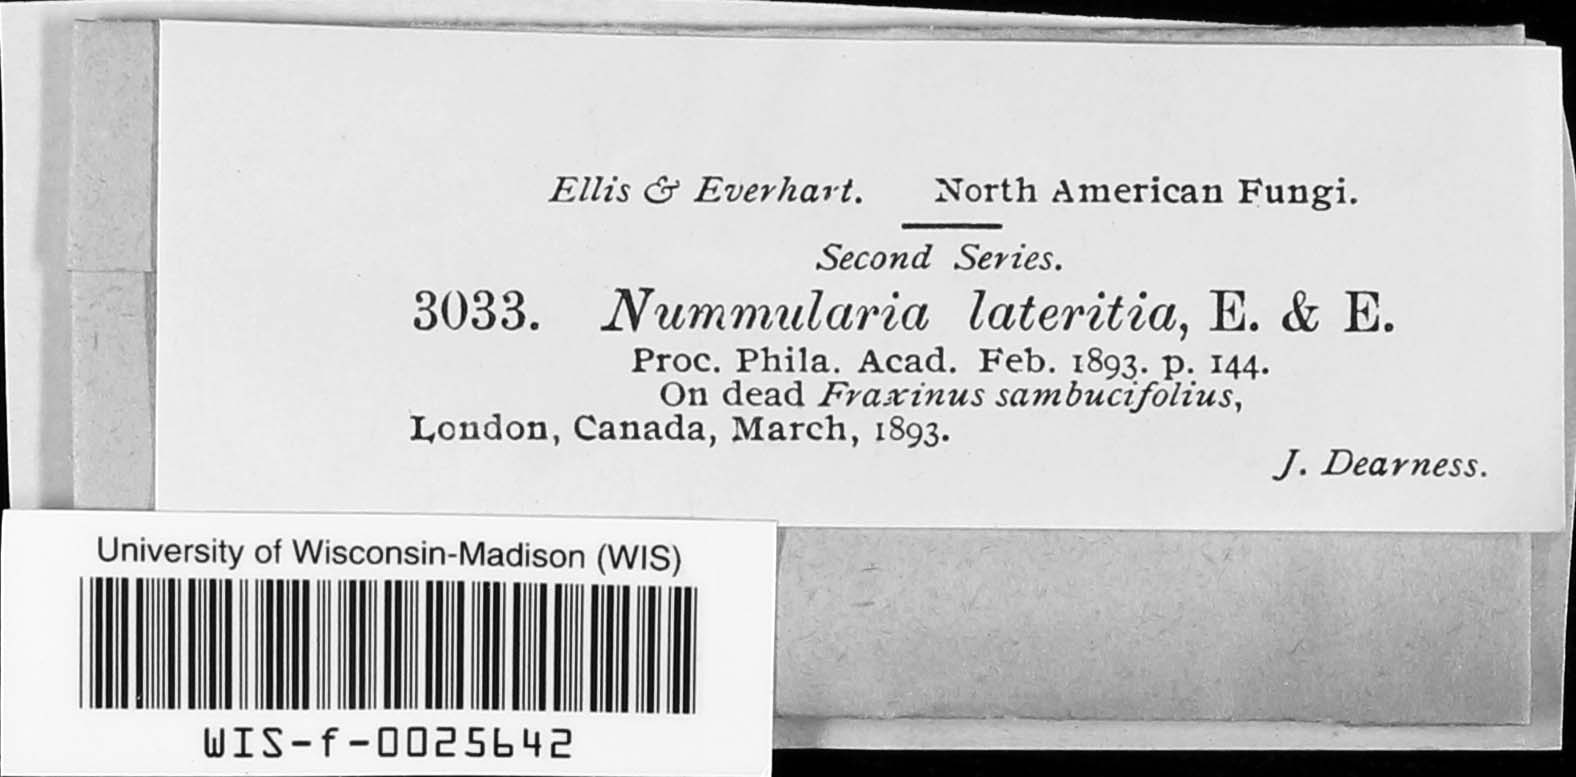 Ellis & Everhart. North American Fungi.
Second Series.
3033. Nummularia lateritia, E. & E.
Proc. Phila. Acad. Feb. 1893. p. 144.
On dead Fraxinus sambucifolius,
London, Canada, March, 1893.
J. Dearness.
University of Wisconsin-Madison (WIS)
WIS-f-0025642